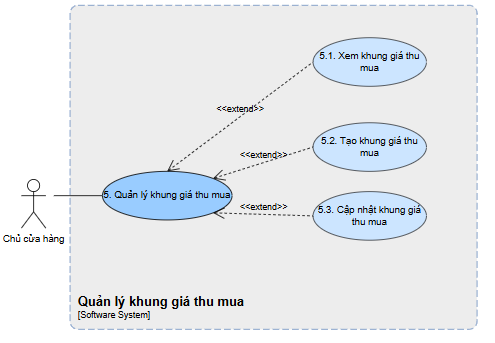 5.1. Xem khung giá thu
mua
<<extend>>
5.2. Tạo khung giá thu
mua
<<extend>>
5. Quản lý khung giá thu mua
<<extend>>
5.3. Cập nhật khung giá
thu mua
Chủ cửa hàng
Quản lý khung giá thu mua
[Software System]